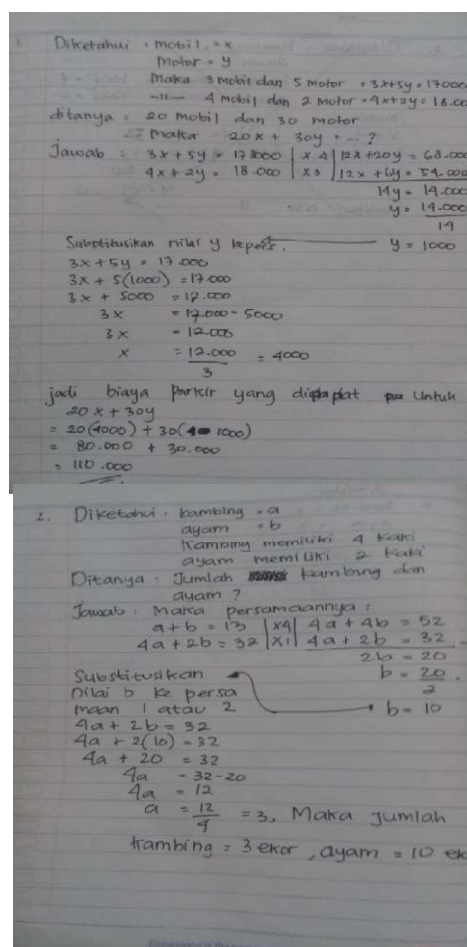 1. Diketahui : mobil = x
Motor = y
Maka 3 mobil dan 5 motor = 3x+5y = 17000
-11- 4 mobil dan 2 motor = 4x+2y = 18.00
ditanya : 20 mobil dan 30 motor
maka 20x + 30y = ... ?
Jawab : 3x + 5y = 17.000 | x 4 | 12x +20y = 68.000
4x + 2y = 18.000 | x 3 | 12x + 6y = 54.000
14y = 14.000
y = 14.000
14
Substitusikan nilai y ke pers. y = 1000
3x + 5y = 17.000
3x + 5(1000) = 17.000
3x + 5000 = 17.000
3x = 17.000 - 5000
3x = 12.000
x = 12.000 = 4000
3
jadi biaya parkir yang didapat untuk
20x + 30y
= 20(4000) + 30(1000)
= 80.000 + 30.000
= 110.000
2. Diketahui : kambing = a
ayam = b
kambing memiliki 4 kaki
ayam memiliki 2 kaki
Ditanya : Jumlah kambing dan
ayam ?
Jawab : Maka persamaannya :
a + b = 13 |x4| 4a + 4b = 52
4a + 2b = 32 |x1| 4a + 2b = 32 -
2b = 20
Substitusikan b = 20
nilai b ke persa 2
maan 1 atau 2 b = 10
4a + 2b = 32
4a + 2(10) = 32
4a + 20 = 32
4a = 32-20
4a = 12
a = 12 = 3, Maka Jumlah
4
kambing = 3 ekor, ayam = 10 ek